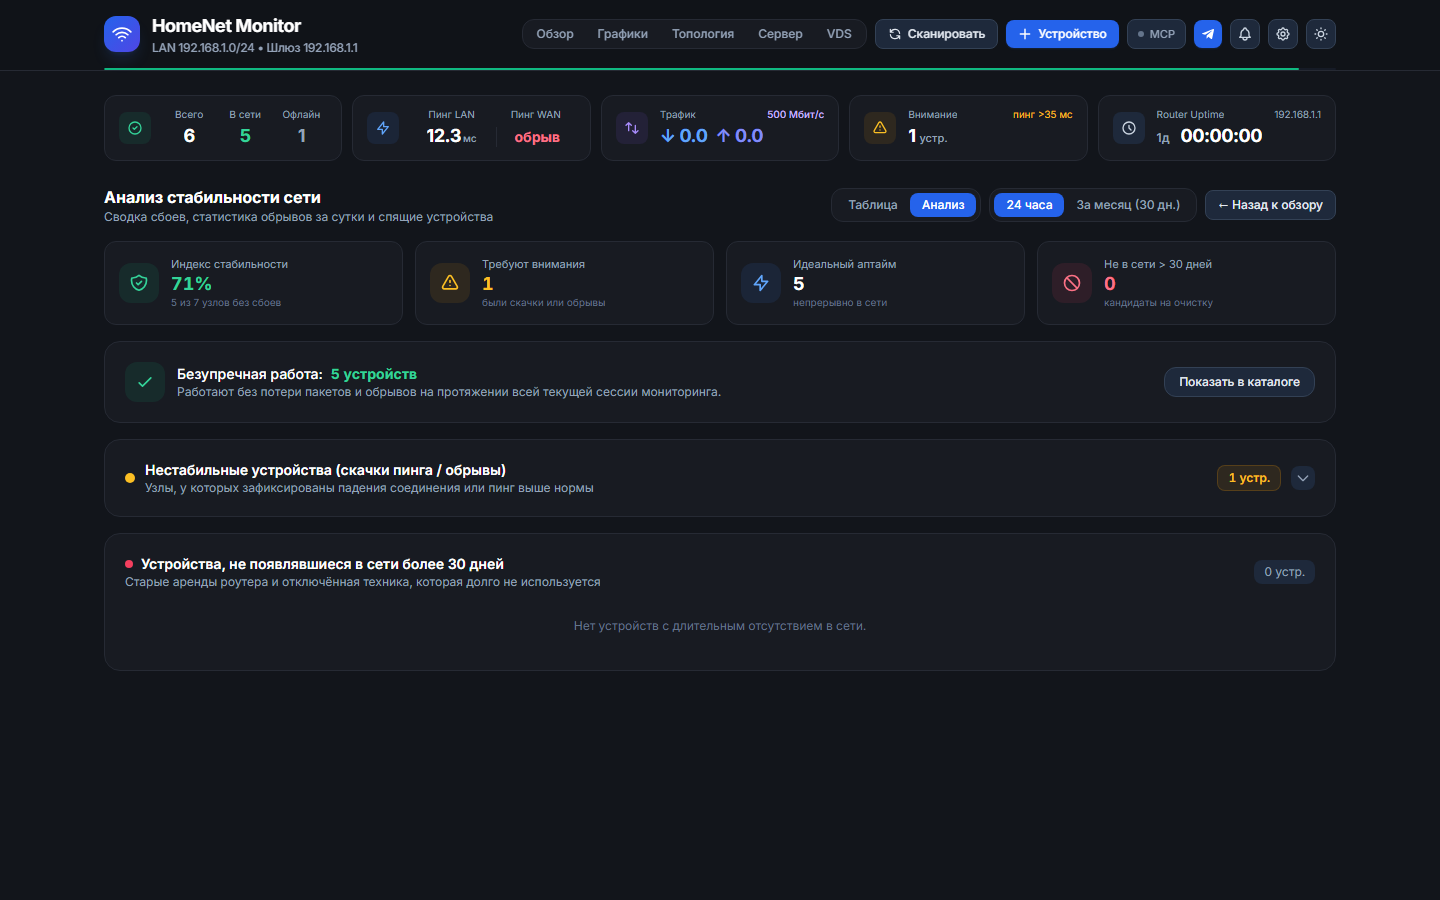 HomeNet Monitor
LAN 192.168.1.0/24 • Шлюз 192.168.1.1
Обзор Графики Топология Сервер VDS
Сканировать
Устройство
MCP
Всего В сети Офлайн
6 5 1
Пинг LAN Пинг WAN
12.3 мс обрыв
Трафик 500 Мбит/с
↓ 0.0 ↑ 0.0
Внимание пинг >35 мс
1 устр.
Router Uptime 192.168.1.1
1д 00:00:00
Анализ стабильности сети
Сводка сбоев, статистика обрывов за сутки и спящие устройства
Таблица Анализ
24 часа За месяц (30 дн.)
← Назад к обзору
Индекс стабильности
71%
5 из 7 узлов без сбоев
Требуют внимания
1
были скачки или обрывы
Идеальный аптайм
5
непрерывно в сети
Не в сети > 30 дней
0
кандидаты на очистку
Безупречная работа: 5 устройств
Работают без потери пакетов и обрывов на протяжении всей текущей сессии мониторинга.
Показать в каталоге
Нестабильные устройства (скачки пинга / обрывы)
Узлы, у которых зафиксированы падения соединения или пинг выше нормы
1 устр.
Устройства, не появлявшиеся в сети более 30 дней
Старые аренды роутера и отключённая техника, которая долго не используется
0 устр.
Нет устройств с длительным отсутствием в сети.